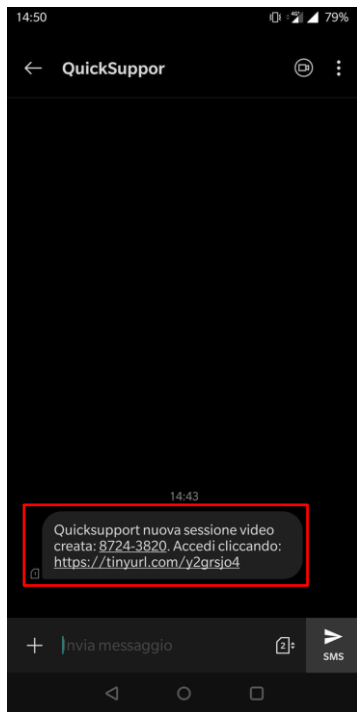 14:50 79%
QuickSuppor
14:43
Quicksupport nuova sessione video
creata: 8724-3820. Accedi cliccando:
https://tinyurl.com/y2grsjo4
Invia messaggio 2
SMS